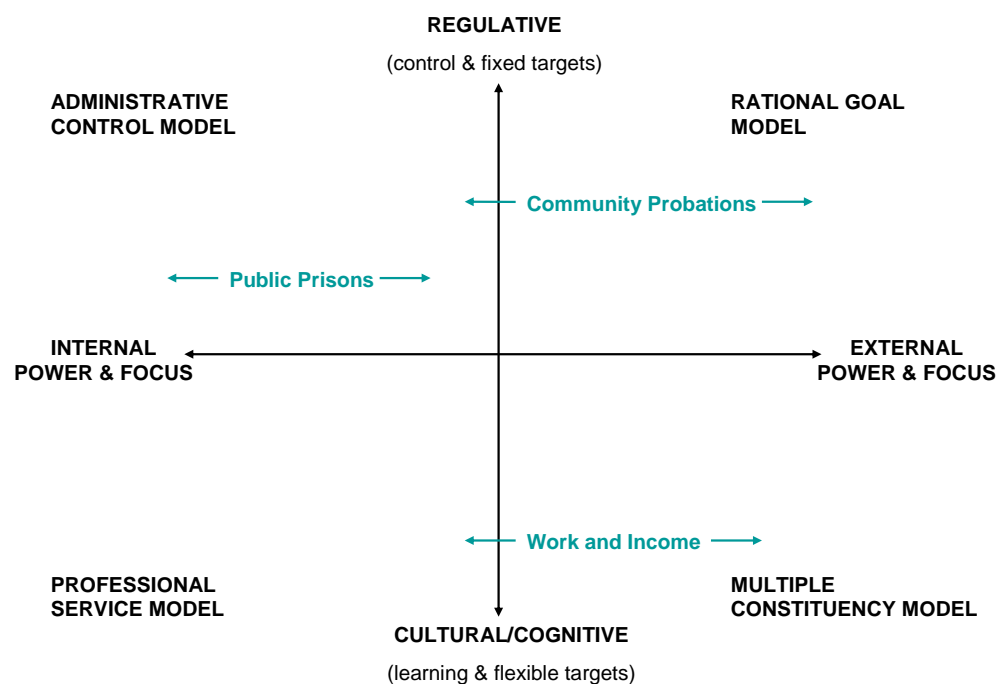 REGULATIVE
(control & fixed targets)
ADMINISTRATIVE
CONTROL MODEL
RATIONAL GOAL
MODEL
Community Probations
Public Prisons
INTERNAL
POWER & FOCUS
EXTERNAL
POWER & FOCUS
Work and Income
PROFESSIONAL
SERVICE MODEL
MULTIPLE
CONSTITUENCY MODEL
CULTURAL/COGNITIVE
(learning & flexible targets)